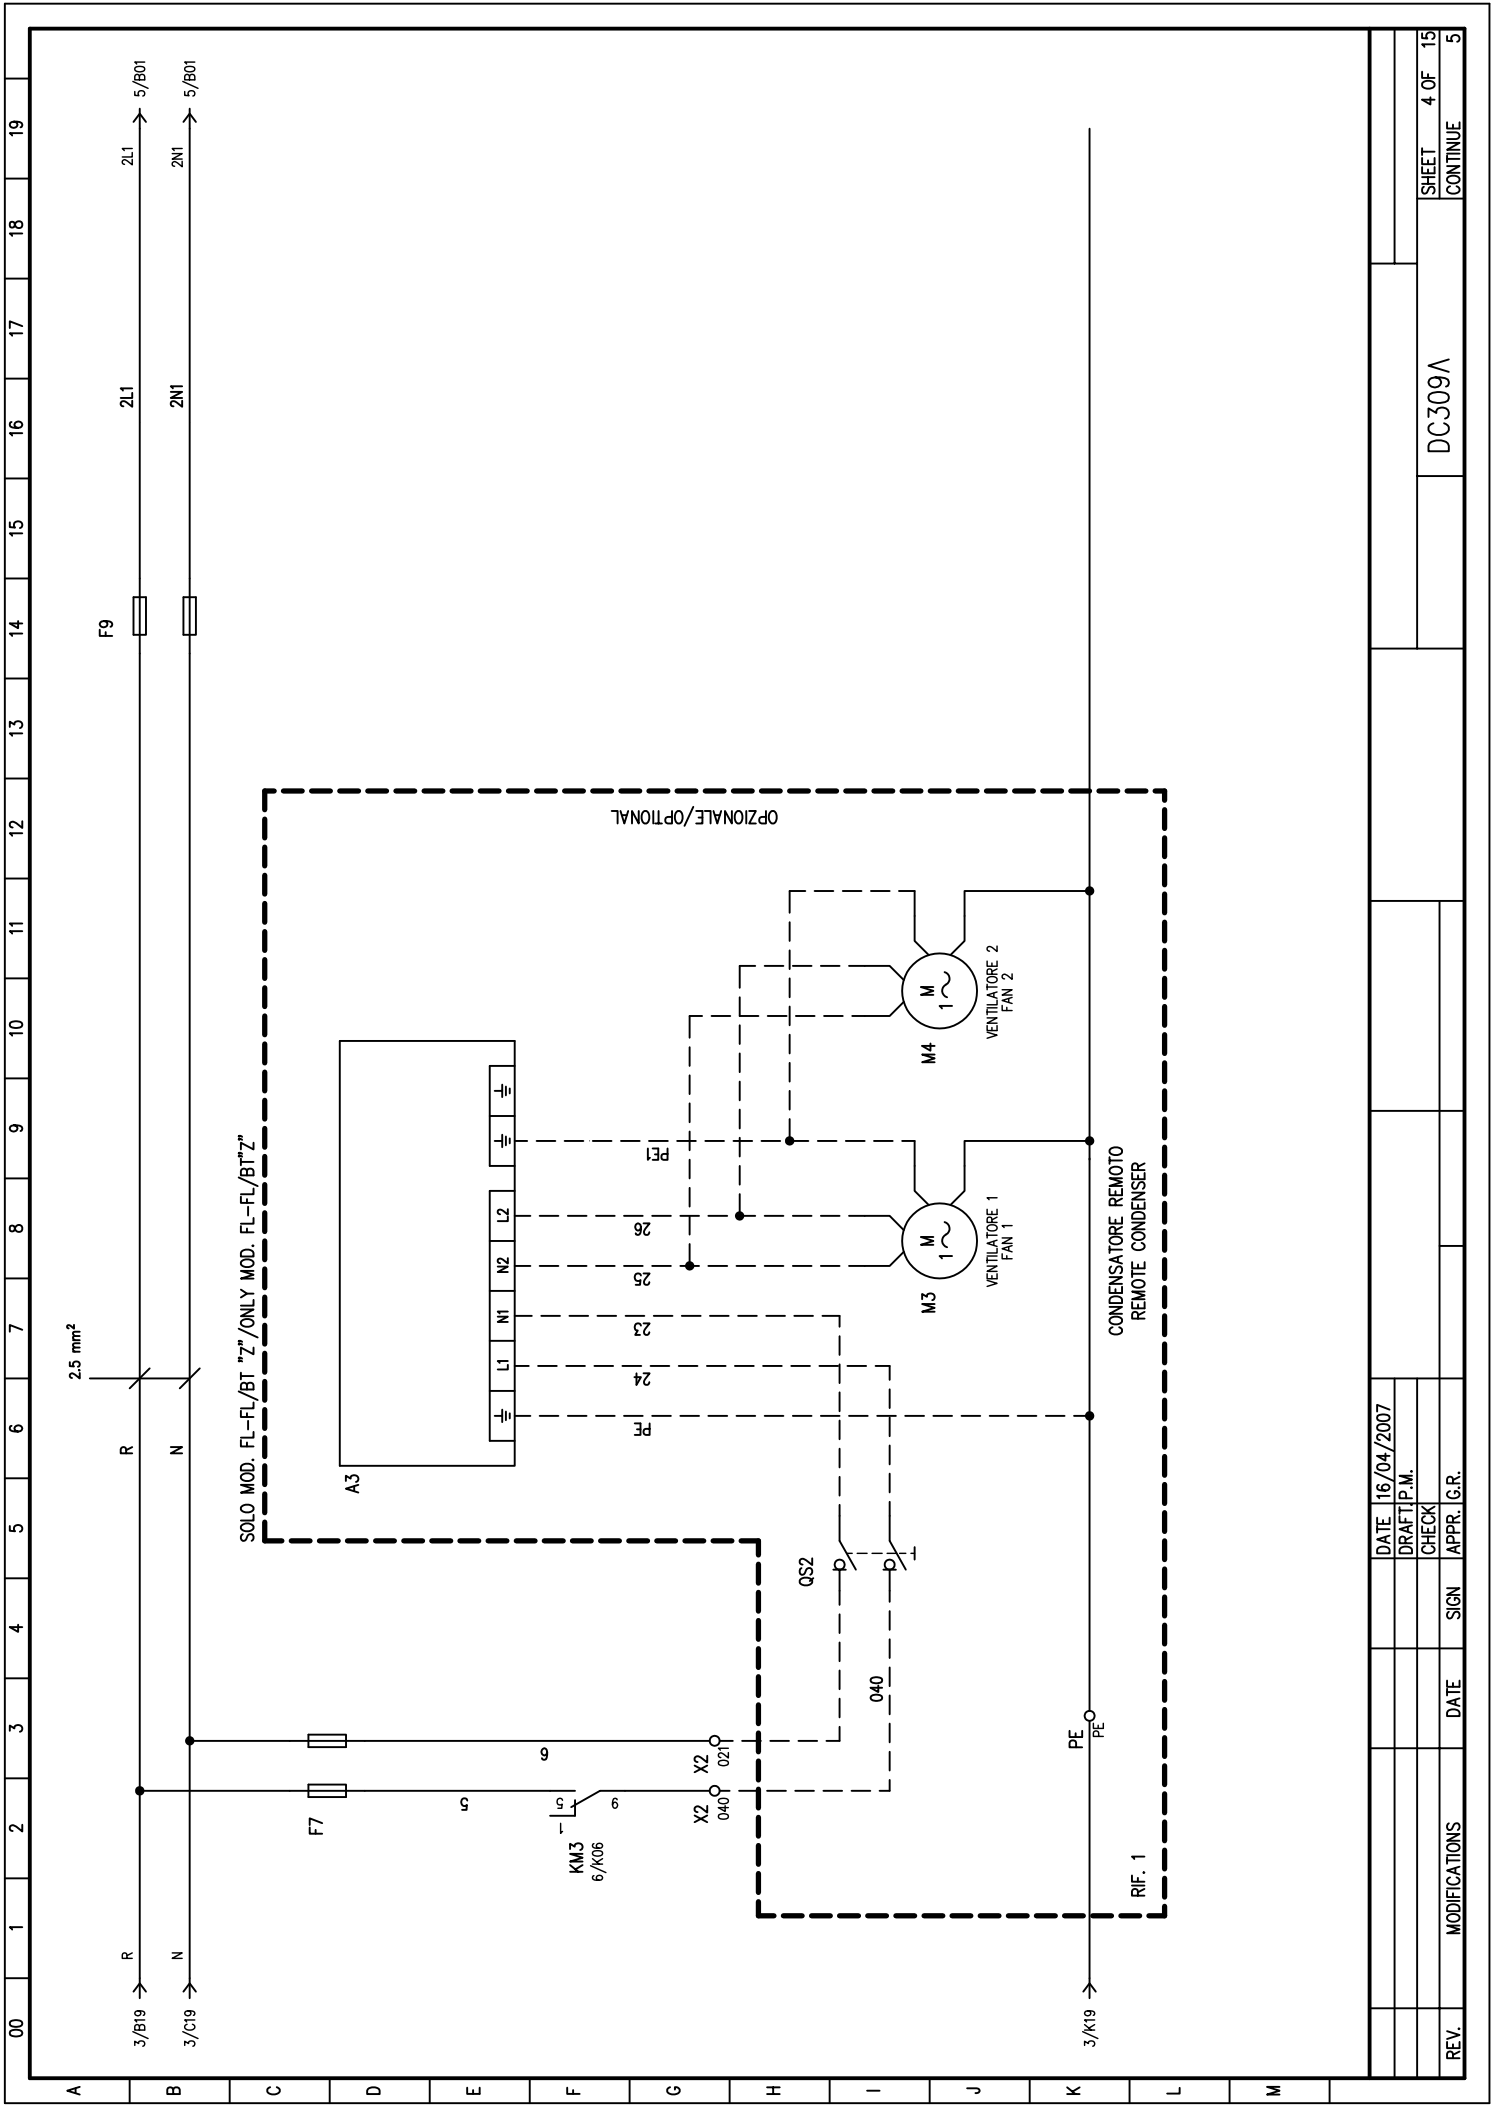 00 1 2 3 4 5 6 7 8 9 10 11 12 13 14 15 16 17 18 19
A
B
C
D
E
F
G
H
I
J
K
L
M
2.5 mm²
3/B19
R
R
F9
2L1
2L1
5/B01
3/C19
N
N
2N1
2N1
5/B01
SOLO MOD. FL-FL/BT "Z"/ONLY MOD. FL-FL/BT"Z"
F7
A3
L1
N1
N2
L2
5
6
KM3
6/K06
1
5
9
PE
24
23
25
26
PE1
X2
040
X2
021
OPZIONALE/OPTIONAL
QS2
040
M3
M
1
VENTILATORE 1
FAN 1
M4
M
1
VENTILATORE 2
FAN 2
3/K19
PE
PE
CONDENSATORE REMOTO
REMOTE CONDENSER
RIF. 1
REV.
MODIFICATIONS
DATE
SIGN
DATE 16/04/2007
DRAFT. P.M.
CHECK
APPR. G.R.
DC309A
SHEET 4 OF 15
CONTINUE 5